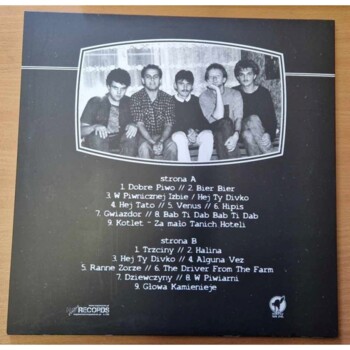 strona A
1. Dobre Piwo // 2. Bier Bier
3. W Piwnicznej Izbie / Hej Ty Divko
4. Hej Tato // 5. Venus // 6. Hipis
7. Gwiazdor // 8. Bab Ti Dab Bab Ti Dab
9. Kotlet - Za mało Tanich Hoteli
strona B
1. Trzciny // 2. Halina
3. Hej Ty Divko // 4. Alguna Vez
5. Ranne Zorze // 6. The Driver From The Farm
7. Dziewczyny // 8. W Piwiarni
9. Głowa Kamienieje
RECORDS